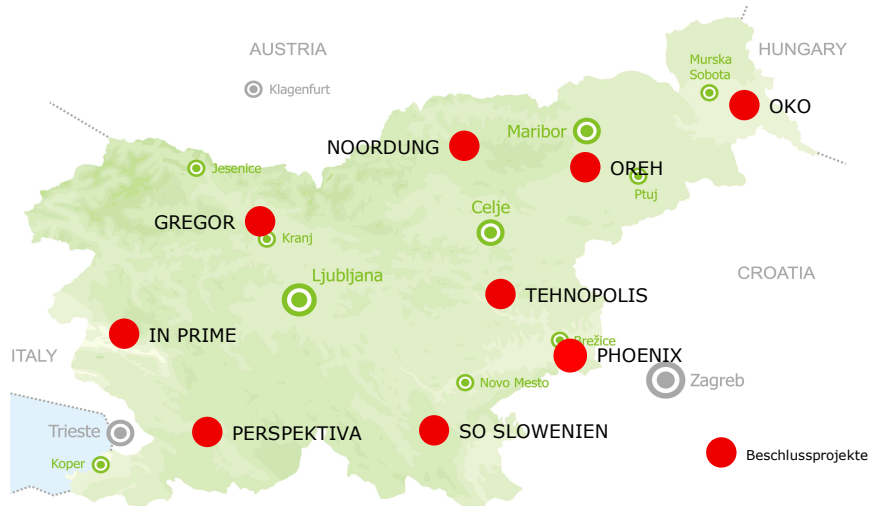 AUSTRIA
HUNGARY
Murska
Sobota
Klagenfurt
OKO
Maribor
NOORDUNG
OREH
Jesenice
Ptuj
Celje
GREGOR
Kranj
Ljubljana
CROATIA
TEHNOPOLIS
IN PRIME
Brežice
ITALY
PHOENIX
Novo Mesto
Zagreb
Trieste
PERSPEKTIVA
SO SLOWENIEN
Koper
Beschlussprojekte